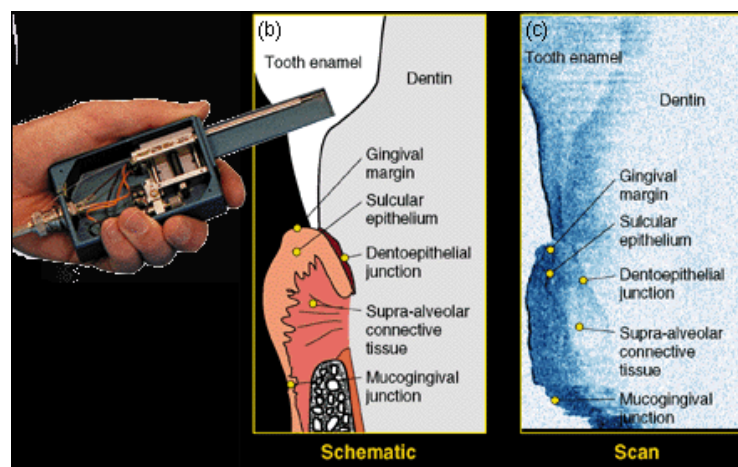 (b)
Tooth enamel
Dentin
Gingival
margin
Sulcular
epithelium
Dentoepithelial
junction
Supra-alveolar
connective
tissue
Mucogingival
junction
Schematic
(c)
Tooth enamel
Dentin
Gingival
margin
Sulcular
epithelium
Dentoepithelial
junction
Supra-alveolar
connective
tissue
Mucogingival
junction
Scan